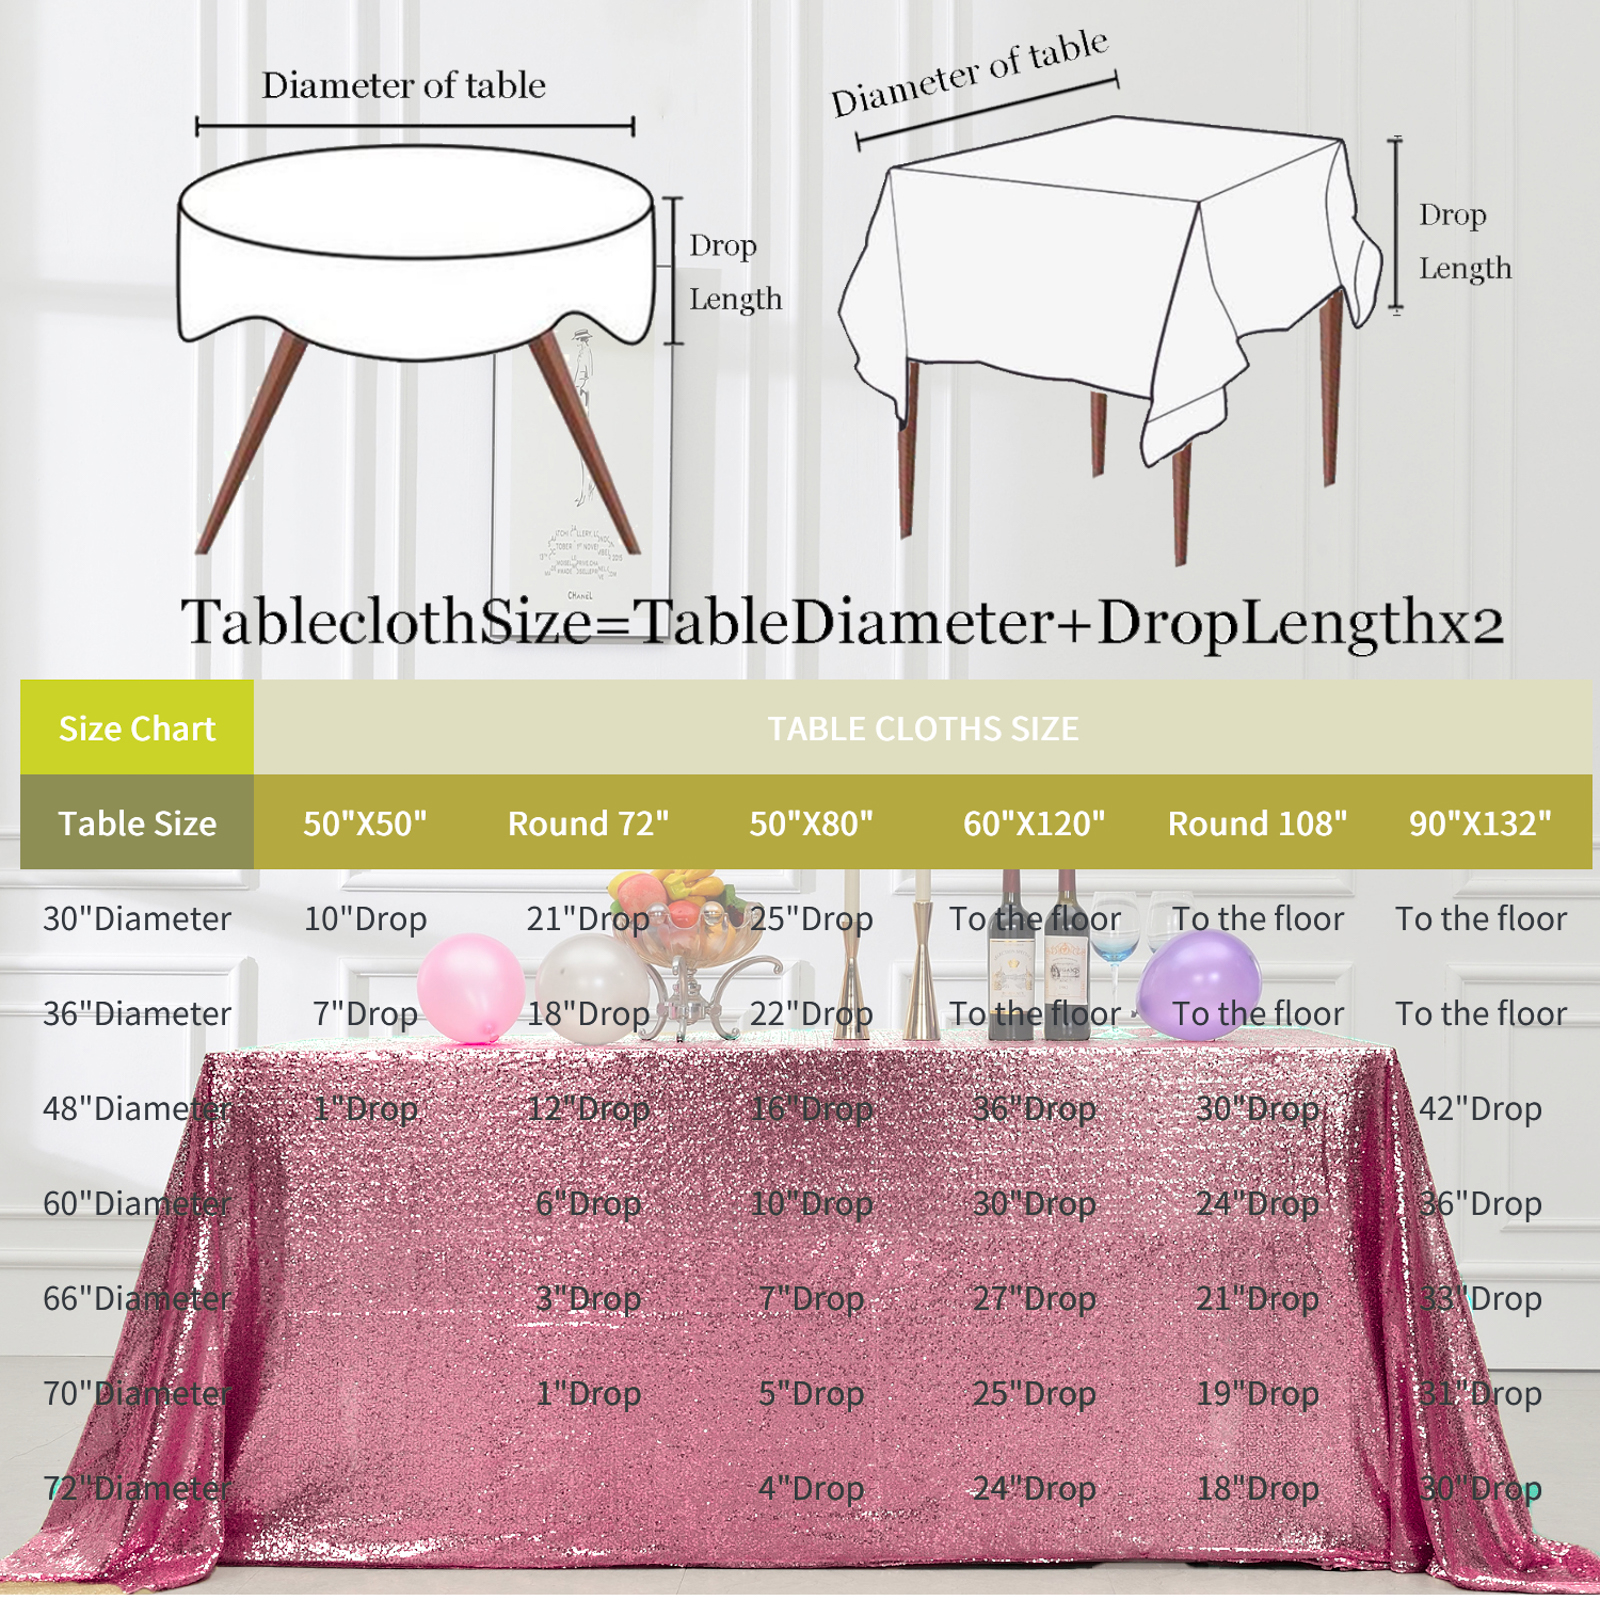 Diameter of table
Diameter of table
Drop
Length
Drop
Length
CHANEL
TableclothSize=TableDiameter+DropLengthx2
Size Chart TABLE CLOTHS SIZE
Table Size 50"X50" Round 72" 50"X80" 60"X120" Round 108" 90"X132"
30"Diameter 10"Drop 21"Drop 25"Drop To the floor To the floor To the floor
36"Diameter 7"Drop 18"Drop 22"Drop To the floor To the floor To the floor
48"Diameter 1"Drop 12"Drop 16"Drop 36"Drop 30"Drop 42"Drop
60"Diameter 6"Drop 10"Drop 30"Drop 24"Drop 36"Drop
66"Diameter 3"Drop 7"Drop 27"Drop 21"Drop 33"Drop
70"Diameter 1"Drop 5"Drop 25"Drop 19"Drop 31"Drop
72"Diameter 4"Drop 24"Drop 18"Drop 30"Drop